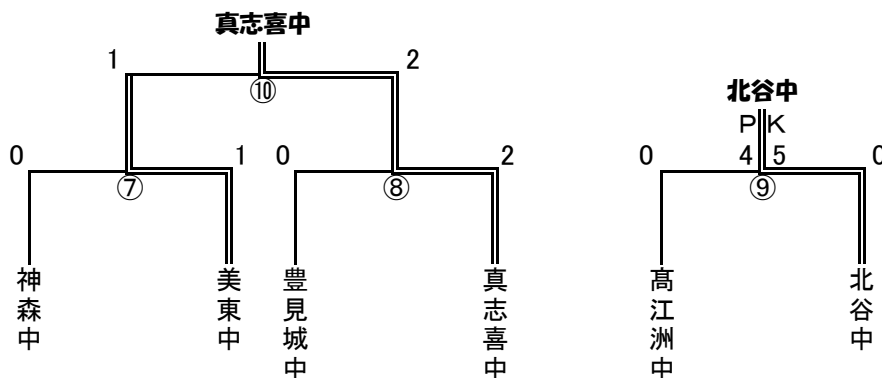 真志喜中
1 2
⑩
北谷中
PK
0 1 0 2 0 4 5 0
⑦ ⑧ ⑨
神森中
美東中
豊見城中
真志喜中
髙江洲中
北谷中